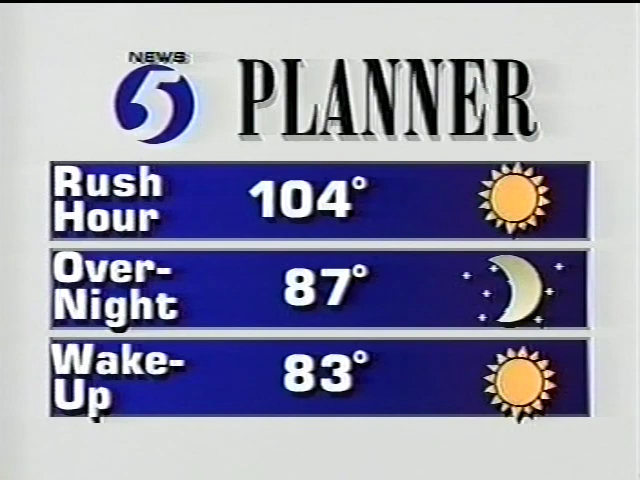 NEWS
5
PLANNER
Rush
Hour
104°
Over-
Night
87°
Wake-
Up
83°